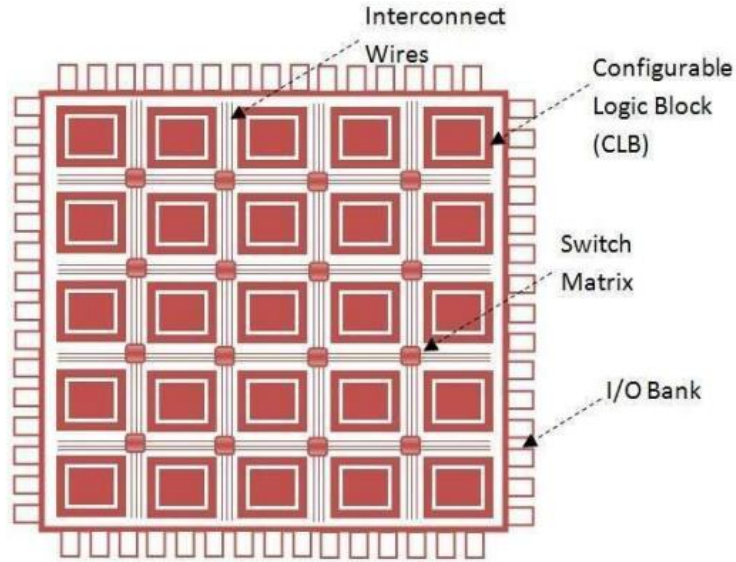 Interconnect
Wires
Configurable
Logic Block
(CLB)
Switch
Matrix
I/O Bank